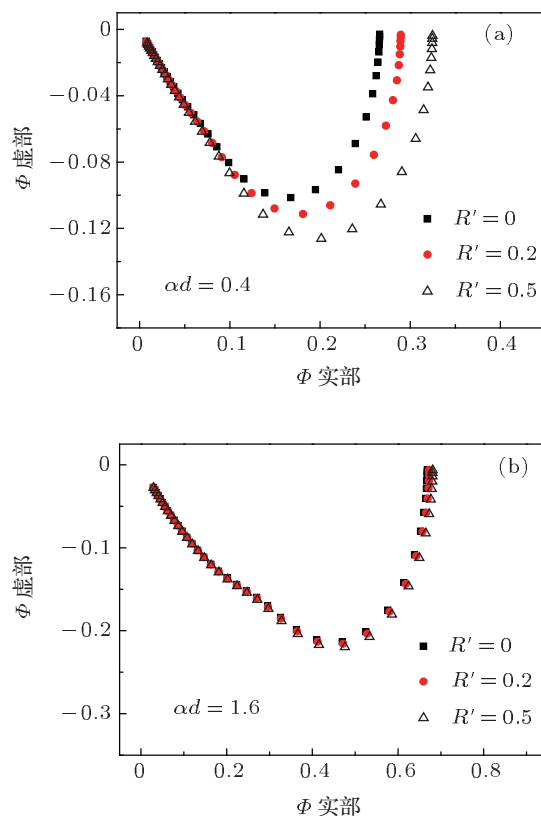 (a)
0
−0.04
−0.08
−0.12
−0.16
Φ 虚部
R′ = 0
R′ = 0.2
R′ = 0.5
αd = 0.4
0 0.1 0.2 0.3 0.4
Φ 实部
(b)
0
−0.1
−0.2
−0.3
Φ 虚部
R′ = 0
R′ = 0.2
R′ = 0.5
αd = 1.6
0 0.2 0.4 0.6 0.8
Φ 实部